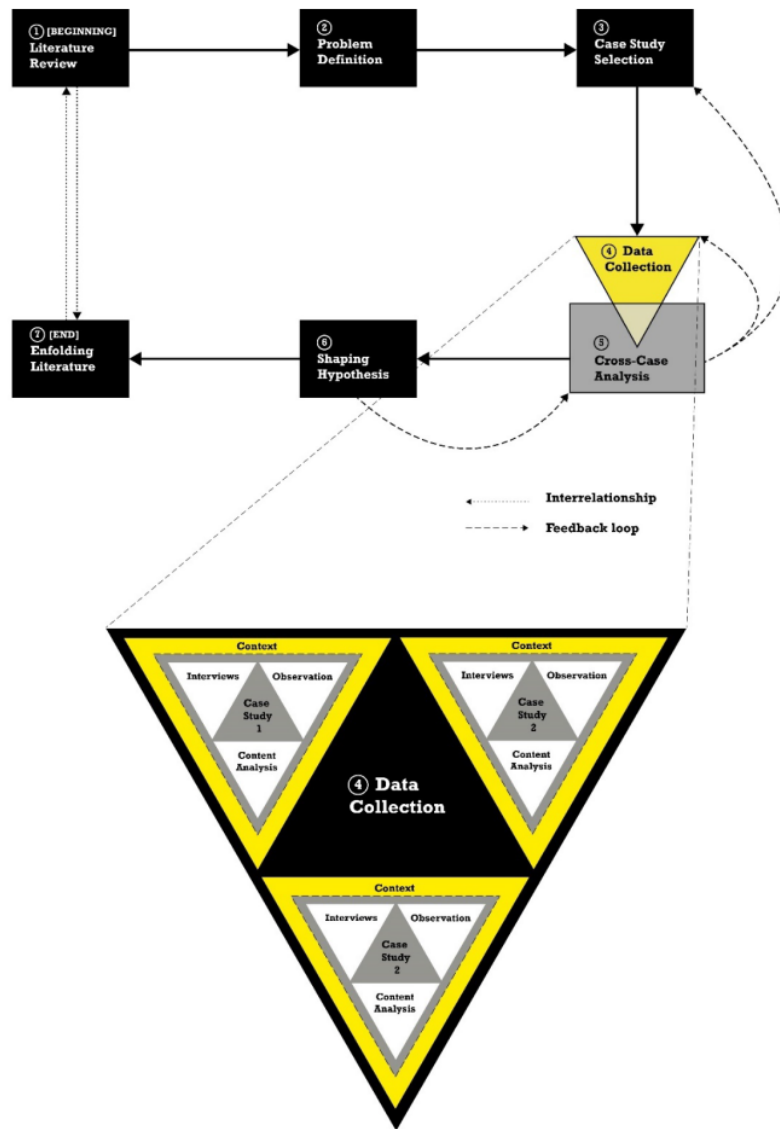 ① [BEGINNING]
Literature
Review
②
Problem
Definition
③
Case Study
Selection
④ Data
Collection
⑤
Cross-Case
Analysis
⑥
Shaping
Hypothesis
⑦ [END]
Enfolding
Literature
Interrelationship
Feedback loop
Context
Interviews
Observation
Case
Study
1
Content
Analysis
Context
Interviews
Observation
Case
Study
2
Content
Analysis
④ Data
Collection
Context
Interviews
Observation
Case
Study
2
Content
Analysis